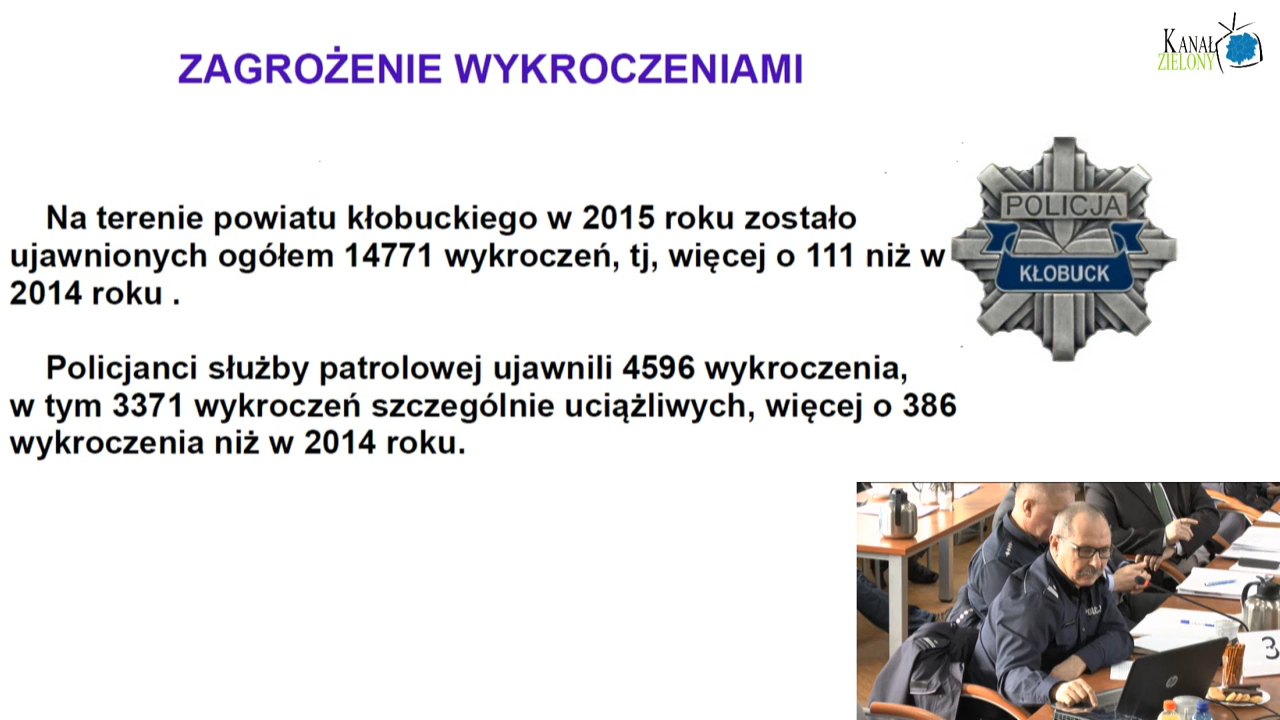 ZAGROŻENIE WYKROCZENIAMI
KANAŁ
ZIELONY
Na terenie powiatu kłobuckiego w 2015 roku zostało
ujawnionych ogółem 14771 wykroczeń, tj, więcej o 111 niż w
2014 roku .
POLICJA
KŁOBUCK
Policjanci służby patrolowej ujawnili 4596 wykroczenia,
w tym 3371 wykroczeń szczególnie uciążliwych, więcej o 386
wykroczenia niż w 2014 roku.
hp
3